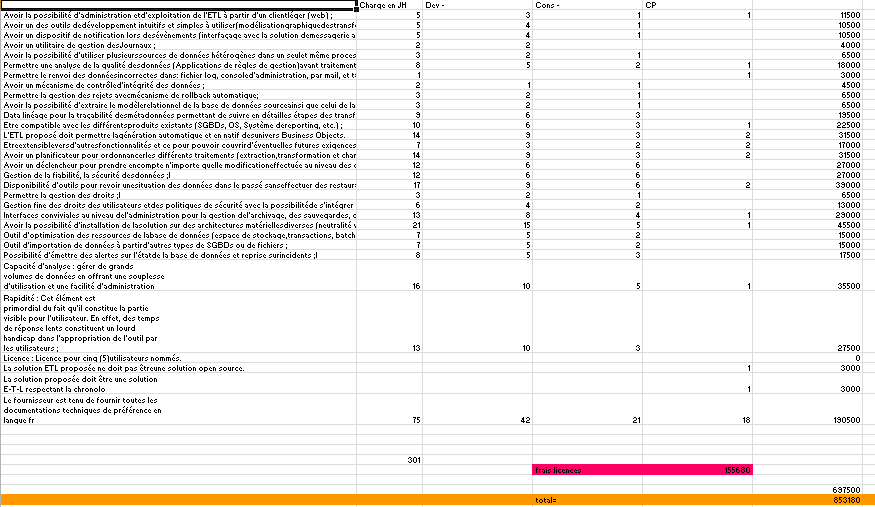 Charge en JH Dev - Cons - CP
Avoir la possibilité d'administration etd'exploitation de l'ETL à partir d'un clientléger (web) ; 5 3 1 1 11500
Avoir un des outils dedéveloppement intuitifs et simples à utiliser(modélisationgraphiquedestransf 5 4 1 10500
Avoir un dispositif de notification lors desévènements (interfaçage avec la solution demessagerie a 5 4 1 10500
Avoir un utilitaire de gestion desJournaux ; 2 2 4000
Avoir la possibilité d'utiliser plusieurssources de données hétérogènes dans un seulet même proces 3 2 1 6500
Permettre une analyse de la qualité desdonnées (Applications de règles de gestion)avant traitement 8 5 2 1 18000
Permettre le renvoi des donnéesincorrectes dans: fichier log, consoled'administration, par mail, et ta 1 1 3000
Avoir un mécanisme de contrôled'intégrité des données ; 2 1 1 4500
Permettre la gestion des rejets avecmécanisme de rollback automatique; 3 2 1 6500
Avoir la possibilité d'extraire le modèlerelationnel de la base de données sourceainsi que celui de la 3 2 1 6500
Data linéage pour la traçabilité desmétadonnées permettant de suivre en détailles étapes des transf 9 6 3 19500
Etre compatible avec les différentsproduits existants (SGBDs, OS, Système dereporting, etc.) ; 10 6 3 1 22500
L'ETL proposé doit permettre lagénération automatique et en natif desunivers Business Objects. 14 9 3 2 31500
Etreextensibleversd'autresfonctionnalités et ce pour pouvoir couvrird'éventuelles futures exigences 7 3 2 2 17000
Avoir un planificateur pour ordonnancerles différents traitements (extraction,transformation et char 14 9 3 2 31500
Avoir un déclencheur pour prendre encompte n'importe quelle modificationeffectuée au niveau des c 12 6 6 27000
Gestion de la fiabilité, la sécurité desdonnées ;l 12 6 6 27000
Disponibilité d'outils pour revoir unesituation des données dans le passé sanseffectuer des restaura 17 9 6 2 39000
Permettre la gestion des droits ;l 3 2 1 6500
Gestion fine des droits des utilisateurs etdes politiques de sécurité avec la possibilitéde s'intégrer 6 4 2 13000
Interfaces conviviales au niveau del'administration pour la gestion del'archivage, des sauvegardes, c 13 8 4 1 29000
Avoir la possibilité d'installation de lasolution sur des architectures matériellesdiverses (neutralité v 21 15 5 1 45500
Outil d'optimisation des ressources de labase de données (espace de stockage,transactions, batch 7 5 2 15000
Outil d'importation de données à partird'autres types de SGBDs ou de fichiers ; 7 5 2 15000
Possibilité d'émettre des alertes sur l'étatde la base de données et reprise surincidents ;l 8 5 3 17500
Capacité d'analyse : gérer de grands
volumes de données en offrant une souplesse
d'utilisation et une facilité d'administration 16 10 5 1 35500
Rapidité : Cet élément est
primordial du fait qu'il constitue la partie
visible pour l'utilisateur. En effet, des temps
de réponse lents constituent un lourd
handicap dans l'appropriation de l'outil par
les utilisateurs ; 13 10 3 27500
Licence : Licence pour cinq (5)utilisateurs nommés. 0
La solution ETL proposée ne doit pas êtreune solution open source. 1 3000
La solution proposée doit être une solution
E-T-L respectant la chronolo 1 3000
Le fournisseur est tenu de fournir toutes les
documentations techniques de préférence en
langue fr 75 42 21 18 190500
301
frais licences 155680
697500
total= 853180